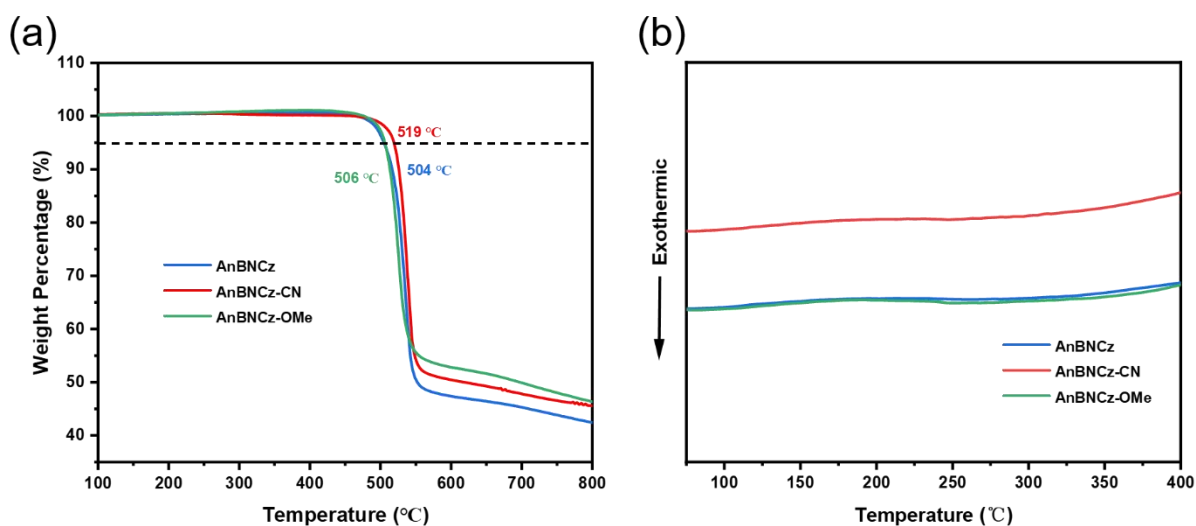 (a)
110
100
90
80
70
60
50
40
Weight Percentage (%)
519 °C
506 °C
504 °C
AnBNCz
AnBNCz-CN
AnBNCz-OMe
100
200
300
400
500
600
700
800
Temperature (°C)
(b)
Exothermic
AnBNCz
AnBNCz-CN
AnBNCz-OMe
100
150
200
250
300
350
400
Temperature (℃)